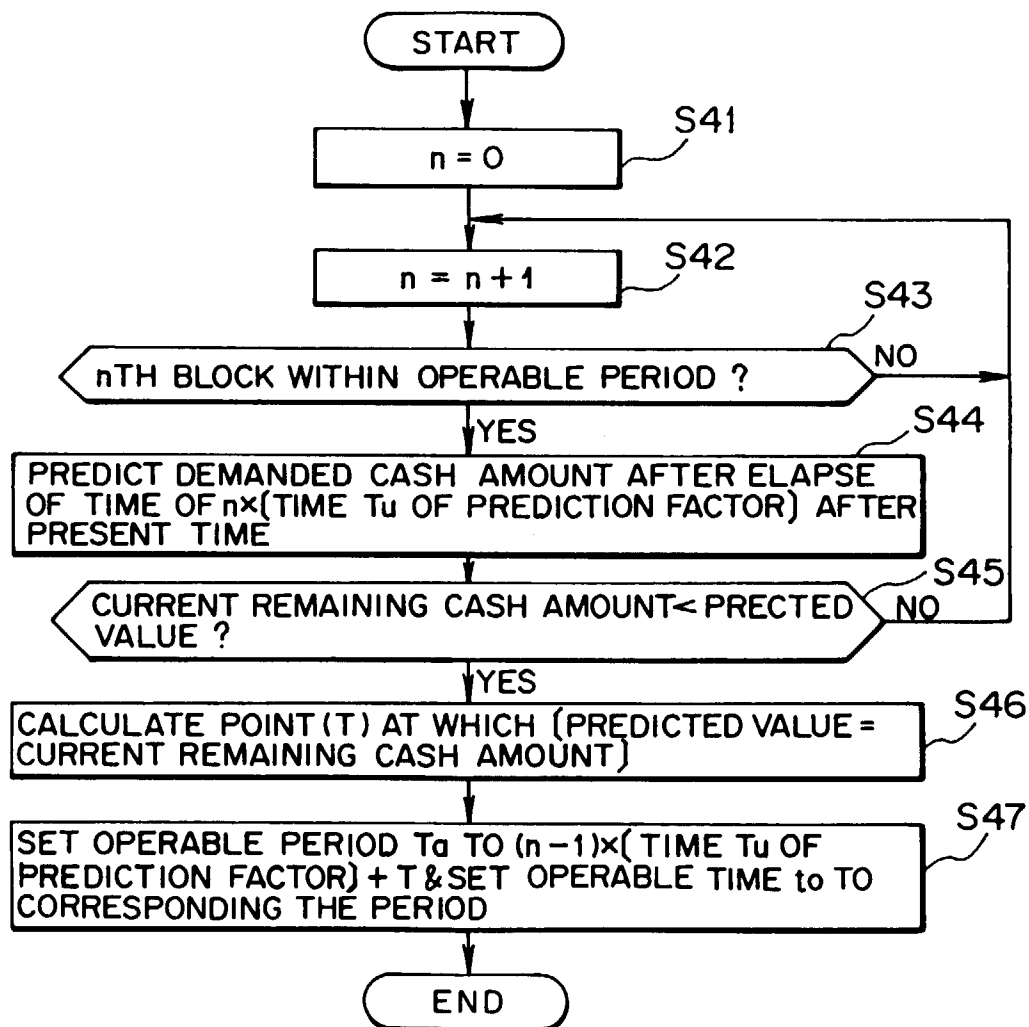 START
S41
n = 0
S42
n = n + 1
S43
nTH BLOCK WITHIN OPERABLE PERIOD ?
NO
YES
S44
PREDICT DEMANDED CASH AMOUNT AFTER ELAPSE
OF TIME OF n×(TIME Tu OF PREDICTION FACTOR) AFTER
PRESENT TIME
S45
CURRENT REMAINING CASH AMOUNT< PRECTED
VALUE ?
NO
YES
S46
CALCULATE POINT (T) AT WHICH (PREDICTED VALUE =
CURRENT REMAINING CASH AMOUNT)
S47
SET OPERABLE PERIOD Ta TO (n-1)×(TIME Tu OF
PREDICTION FACTOR) + T & SET OPERABLE TIME to TO
CORRESPONDING THE PERIOD
END